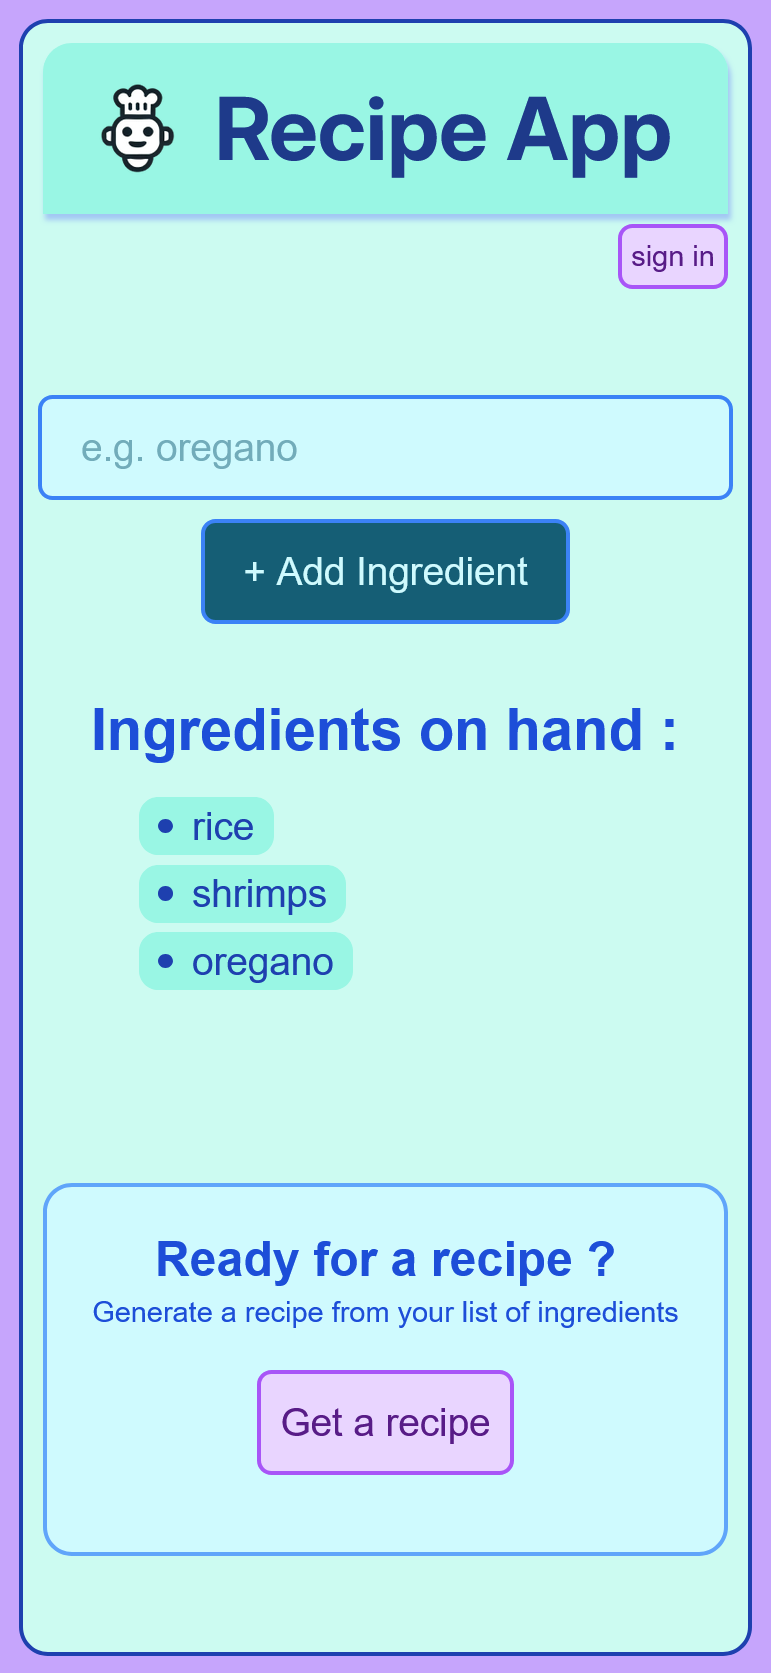 Recipe App
sign in
e.g. oregano
+ Add Ingredient
Ingredients on hand :
• rice
• shrimps
• oregano
Ready for a recipe ?
Generate a recipe from your list of ingredients
Get a recipe